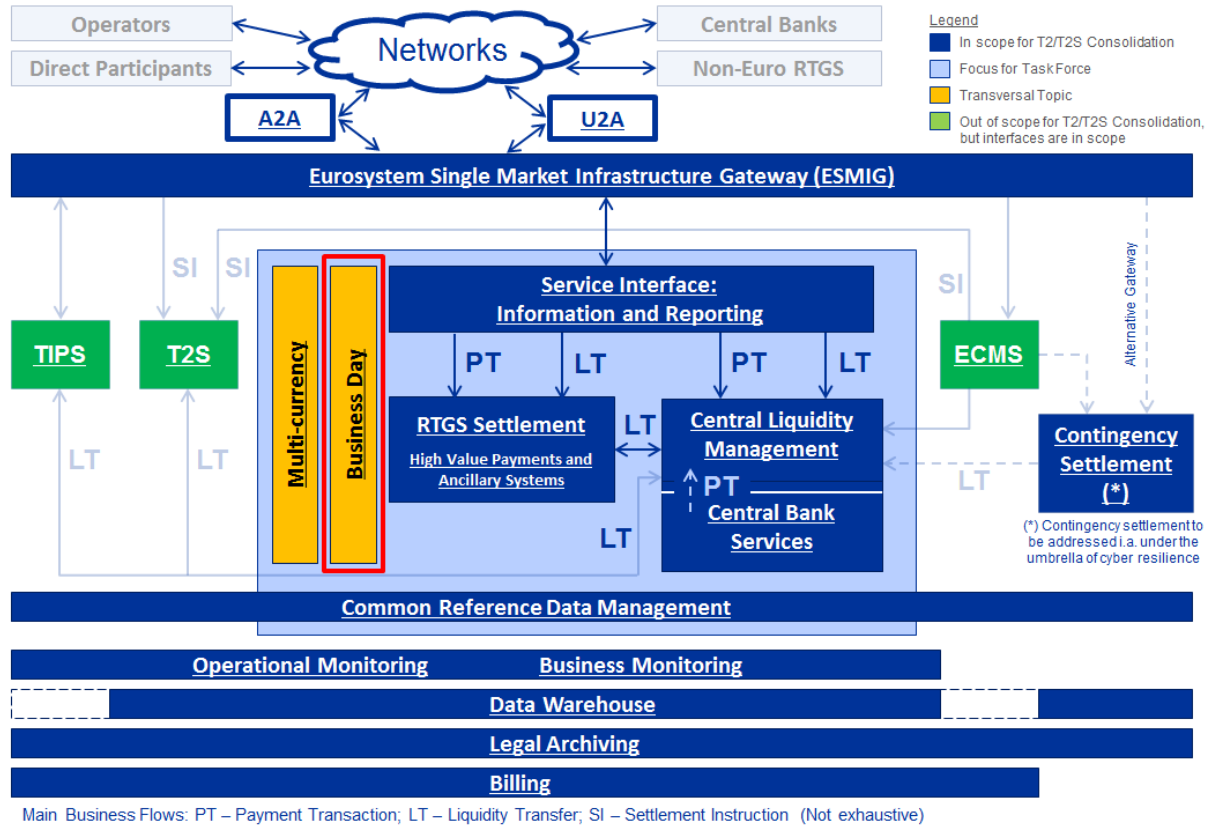 Operators
Direct Participants
Networks
Central Banks
Non-Euro RTGS
Legend
In scope for T2/T2S Consolidation
Focus for Task Force
Transversal Topic
Out of scope for T2/T2S Consolidation,
but interfaces are in scope
A2A
U2A
Eurosystem Single Market Infrastructure Gateway (ESMIG)
SI
SI
SI
Alternative Gateway
Service Interface:
Information and Reporting
TIPS
T2S
Multi-currency
Business Day
PT
LT
PT
LT
ECMS
RTGS Settlement
High Value Payments and
Ancillary Systems
LT
Central Liquidity
Management
PT
Central Bank
Services
LT
LT
LT
LT
Contingency
Settlement
(*)
(*) Contingency settlement to
be addressed i.a. under the
umbrella of cyber resilience
Common Reference Data Management
Operational Monitoring
Business Monitoring
Data Warehouse
Legal Archiving
Billing
Main Business Flows: PT – Payment Transaction; LT – Liquidity Transfer; SI – Settlement Instruction (Not exhaustive)